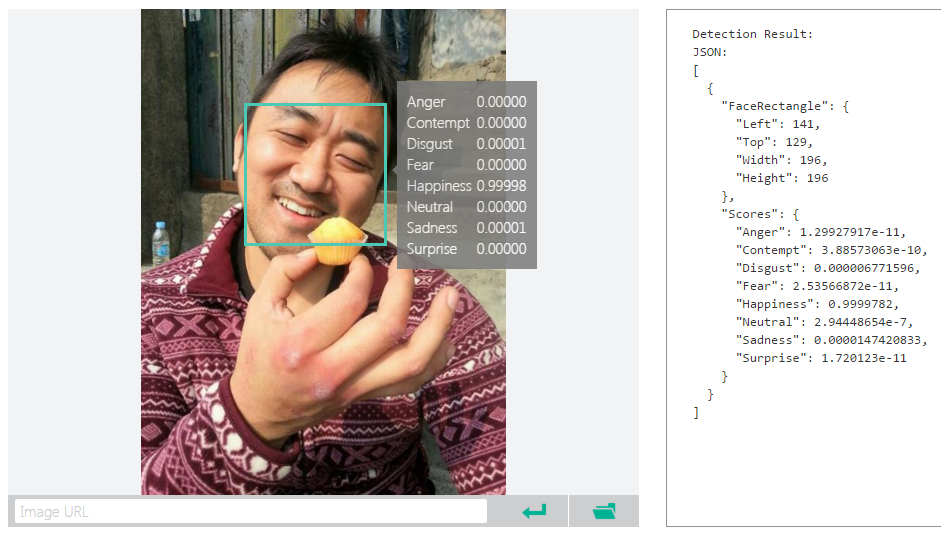 Anger 0.00000
Contempt 0.00000
Disgust 0.00001
Fear 0.00000
Happiness 0.99998
Neutral 0.00000
Sadness 0.00001
Surprise 0.00000
Image URL
Detection Result:
JSON:
[
{
"FaceRectangle": {
"Left": 141,
"Top": 129,
"Width": 196,
"Height": 196
},
"Scores": {
"Anger": 1.29927917e-11,
"Contempt": 3.88573063e-10,
"Disgust": 0.000006771596,
"Fear": 2.53566872e-11,
"Happiness": 0.9999782,
"Neutral": 2.94448654e-7,
"Sadness": 0.0000147420833,
"Surprise": 1.720123e-11
}
}
]